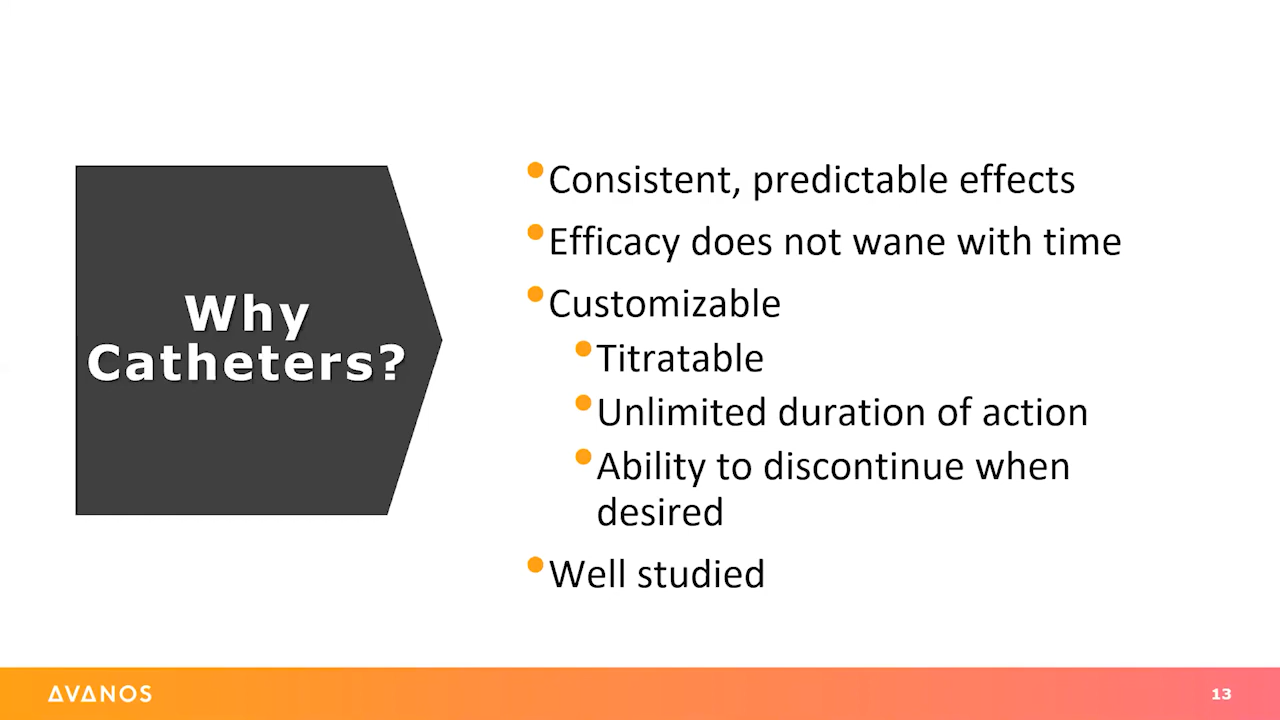 Why
Catheters?
Consistent, predictable effects
Efficacy does not wane with time
Customizable
Titratable
Unlimited duration of action
Ability to discontinue when
desired
Well studied
AVANOS
13